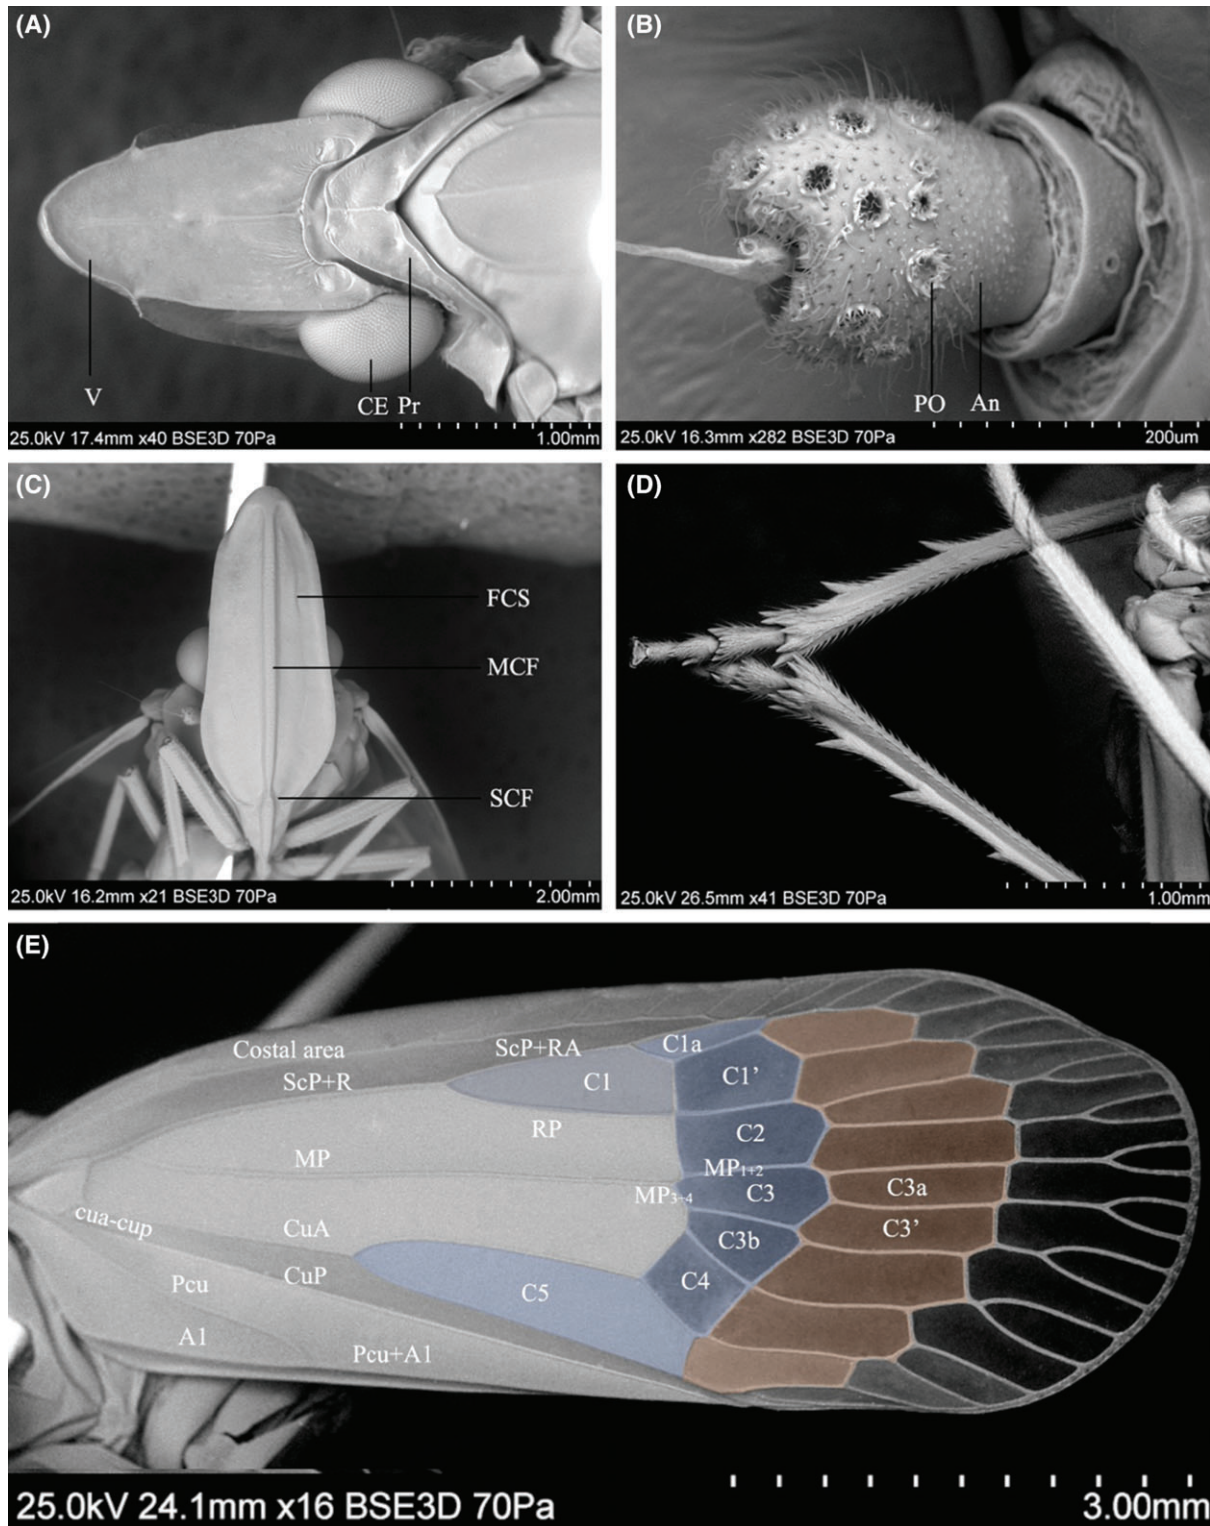 (A)
V
CE Pr
25.0kV 17.4mm x40 BSE3D 70Pa 1.00mm
(B)
PO An
25.0kV 16.3mm x282 BSE3D 70Pa 200um
(C)
FCS
MCF
SCF
25.0kV 16.2mm x21 BSE3D 70Pa 2.00mm
(D)
25.0kV 26.5mm x41 BSE3D 70Pa 1.00mm
(E)
Costal area
ScP+RA
C1a
ScP+R
C1
C1’
RP
C2
MP
MP1+2
MP3+4
C3
C3a
cua-cup
CuA
C3b
C3’
CuP
Pcu
C5
C4
A1
Pcu+A1
25.0kV 24.1mm x16 BSE3D 70Pa 3.00mm